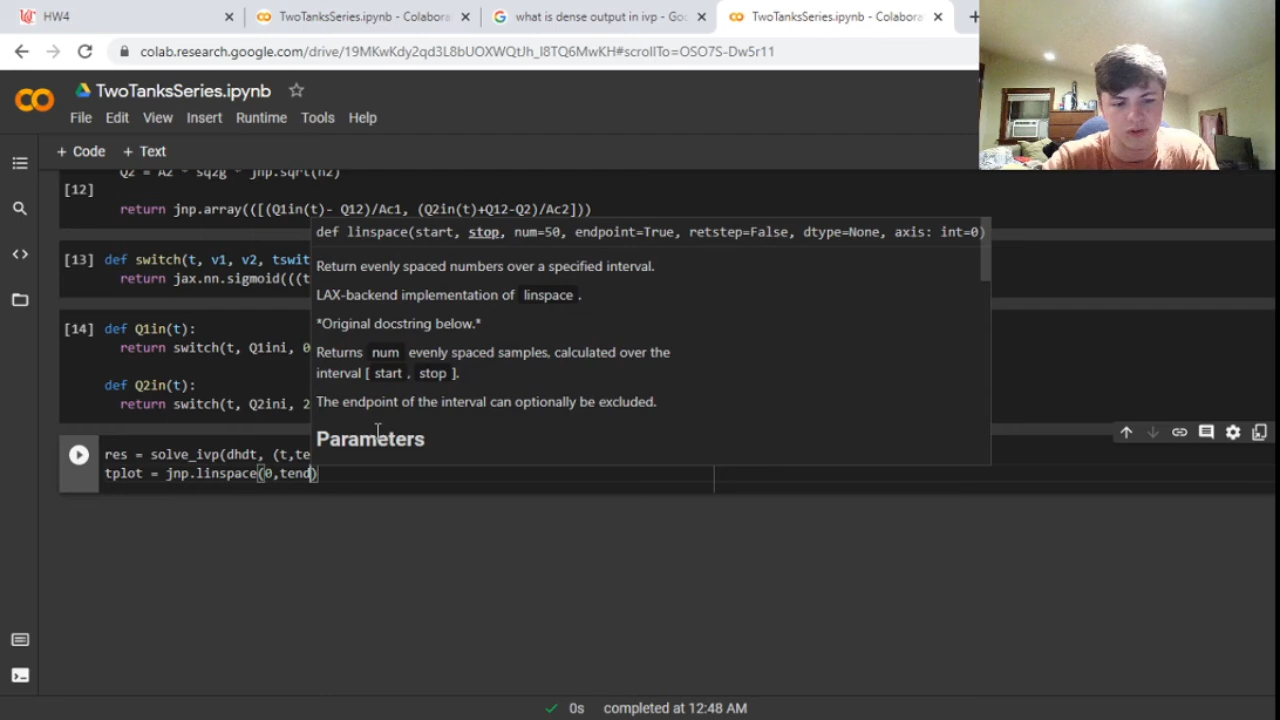 HW4
TwoTanksSeries.ipynb - Colabora
what is dense output in ivp - Goo
TwoTanksSeries.ipynb - Colabora
colab.research.google.com/drive/19MKwKdy2qd3L8bUOXWQtJh_I8TQ6MwKH#scrollTo=OSO7S-Dw5r11
TwoTanksSeries.ipynb
File Edit View Insert Runtime Tools Help
+ Code + Text
Q2 = A2 * sq2g * jnp.sqrt(h2)
[12]
return jnp.array(([(Q1in(t)- Q12)/Ac1, (Q2in(t)+Q12-Q2)/Ac2]))
def linspace(start, stop, num=50, endpoint=True, retstep=False, dtype=None, axis: int=0)
[13] def switch(t, v1, v2, tswit
Return evenly spaced numbers over a specified interval.
return jax.nn.sigmoid(((t
LAX-backend implementation of linspace .
*Original docstring below.*
[14] def Q1in(t):
return switch(t, Q1ini, 0
Returns num evenly spaced samples, calculated over the
interval [ start , stop ].
def Q2in(t):
return switch(t, Q2ini, 2
The endpoint of the interval can optionally be excluded.
Parameters
res = solve_ivp(dhdt, (t,te
tplot = jnp.linspace(0,tend)
0s completed at 12:48 AM